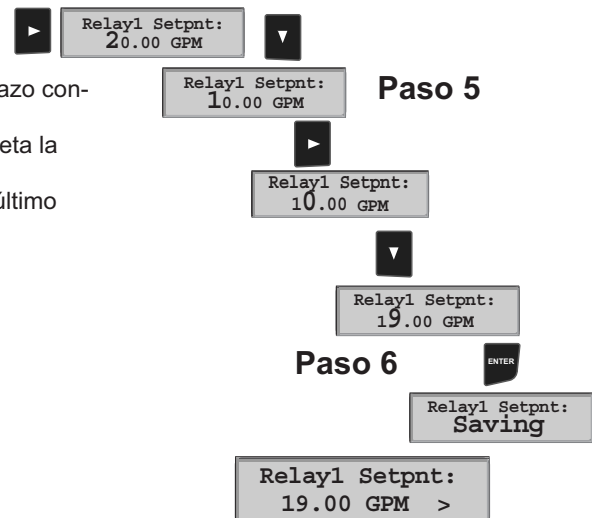 Relay1 Setpnt:
20.00 GPM
azo con-
Relay1 Setpnt:
10.00 GPM
Paso 5
eta la
último
Relay1 Setpnt:
10.00 GPM
Relay1 Setpnt:
19.00 GPM
Paso 6
ENTER
Relay1 Setpnt:
Saving
Relay1 Setpnt:
19.00 GPM >